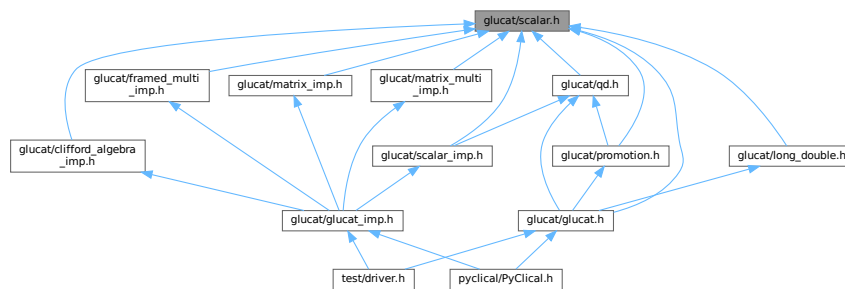 glucat/scalar.h
glucat/framed_multi
_imp.h
glucat/matrix_imp.h
glucat/matrix_multi
_imp.h
glucat/qd.h
glucat/clifford_algebra
_imp.h
glucat/scalar_imp.h
glucat/promotion.h
glucat/long_double.h
glucat/glucat_imp.h
glucat/glucat.h
test/driver.h
pyclical/PyClical.h